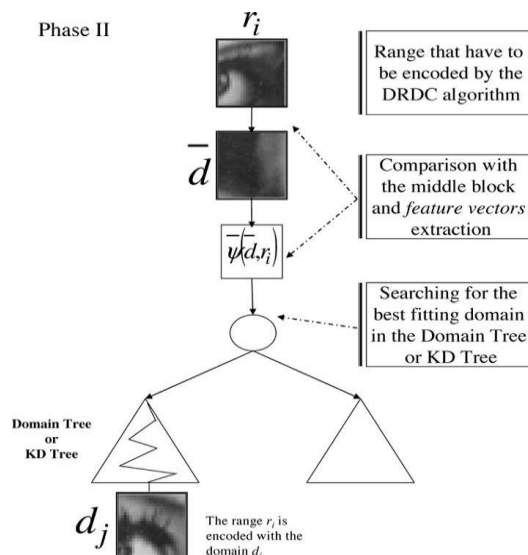 Phase II
r_i
Range that have to
be encoded by the
DRDC algorithm
d̅
Comparison with
the middle block
and feature vectors
extraction
ψ̅(d̅,r_i)
Searching for the
best fitting domain
in the Domain Tree
or KD Tree
Domain Tree
or
KD Tree
d_j
The range r_i is
encoded with the
domain d_j